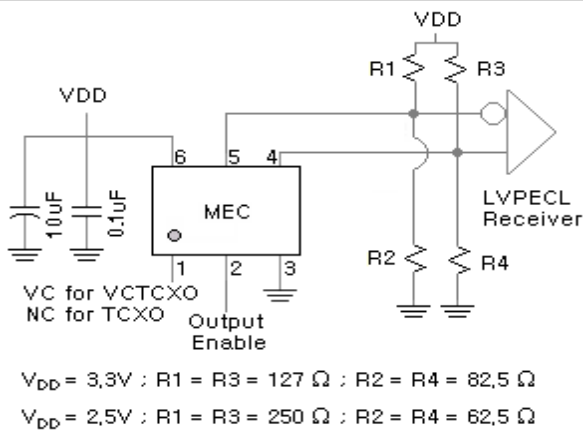 VDD
R1
R3
VDD
6
5
4
10uF
0.1uF
MEC
LVPECL
Receiver
1
2
3
R2
R4
VC for VCTCXO
NC for TCXO
Output
Enable
VDD = 3,3V ; R1 = R3 = 127 Ω ; R2 = R4 = 82,5 Ω
VDD = 2,5V ; R1 = R3 = 250 Ω ; R2 = R4 = 62,5 Ω